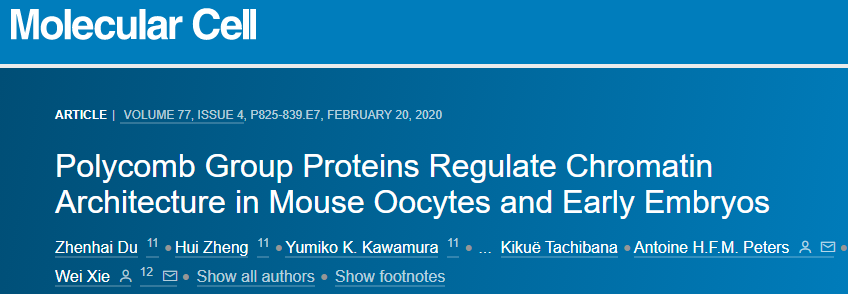 Molecular Cell
ARTICLE | VOLUME 77, ISSUE 4, P825-839.E7, FEBRUARY 20, 2020
Polycomb Group Proteins Regulate Chromatin
Architecture in Mouse Oocytes and Early Embryos
Zhenhai Du 11 • Hui Zheng 11 • Yumiko K. Kawamura 11 • ... Kikuë Tachibana • Antoine H.F.M. Peters •
Wei Xie 12 • Show all authors • Show footnotes